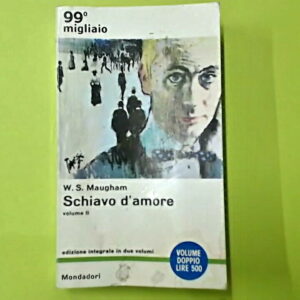 99°
migliaio
W. S. Maugham
Schiavo d'amore
volume II
edizione integrale in due volumi
VOLUME
DOPPIO
LIRE 500
Mondadori